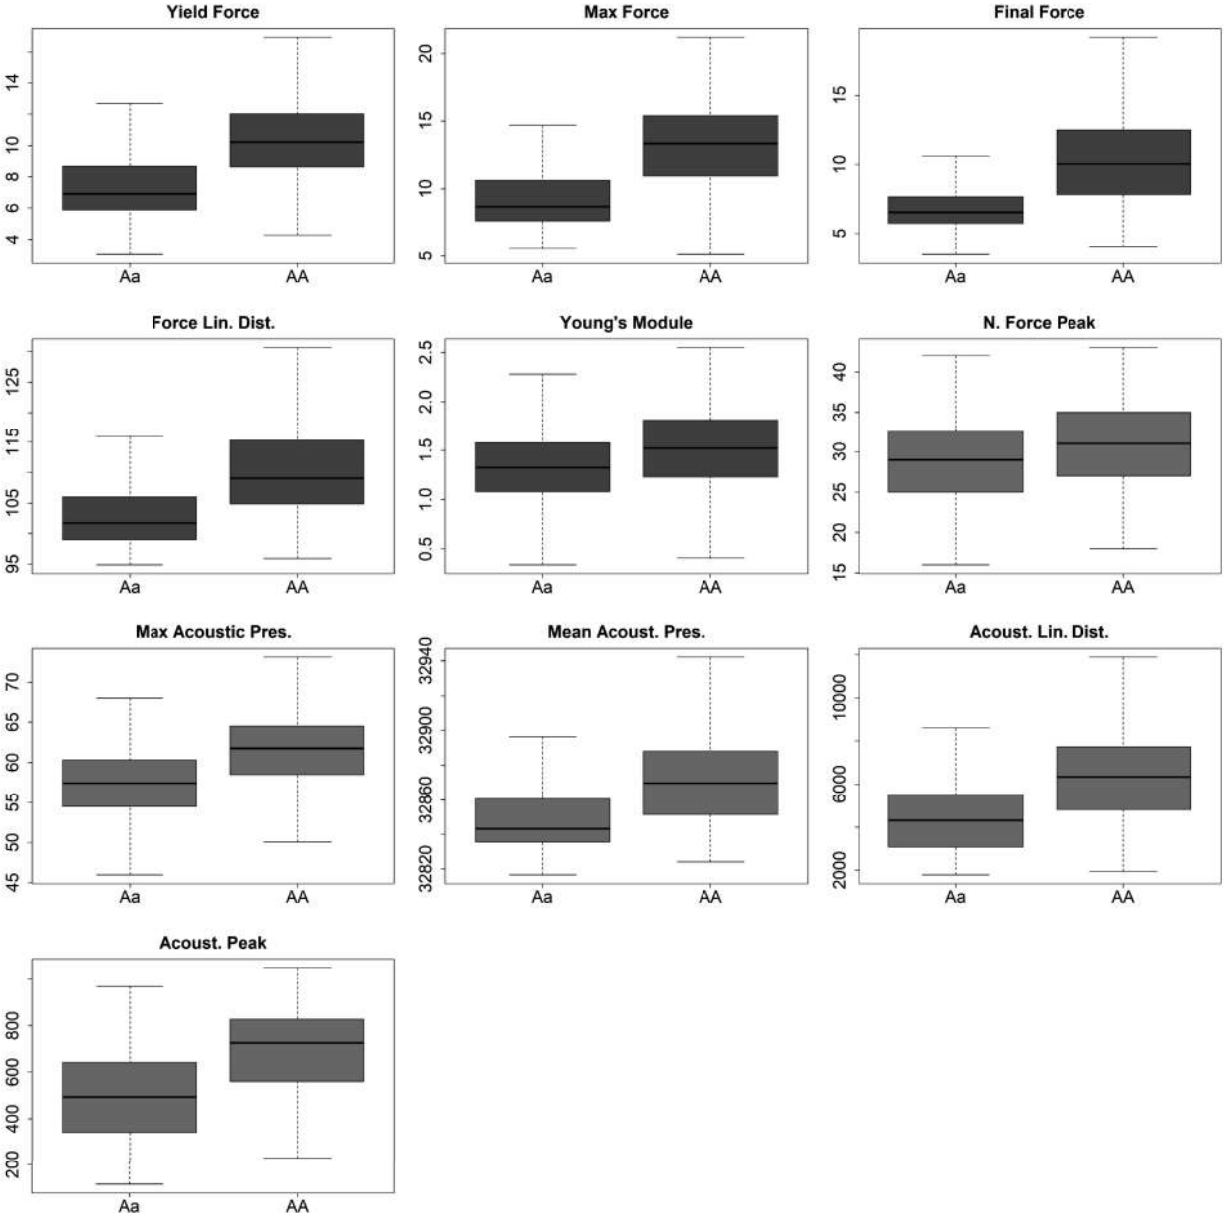 Yield Force
14
10
8
6
4
Aa AA
Max Force
20
15
10
5
Aa AA
Final Force
15
10
5
Aa AA
Force Lin. Dist.
125
115
105
95
Aa AA
Young's Module
2.5
2.0
1.5
1.0
0.5
Aa AA
N. Force Peak
40
35
30
25
20
15
Aa AA
Max Acoustic Pres.
70
65
60
55
50
45
Aa AA
Mean Acoust. Pres.
32940
32900
32860
32820
Aa AA
Acoust. Lin. Dist.
10000
6000
2000
Aa AA
Acoust. Peak
800
600
400
200
Aa AA